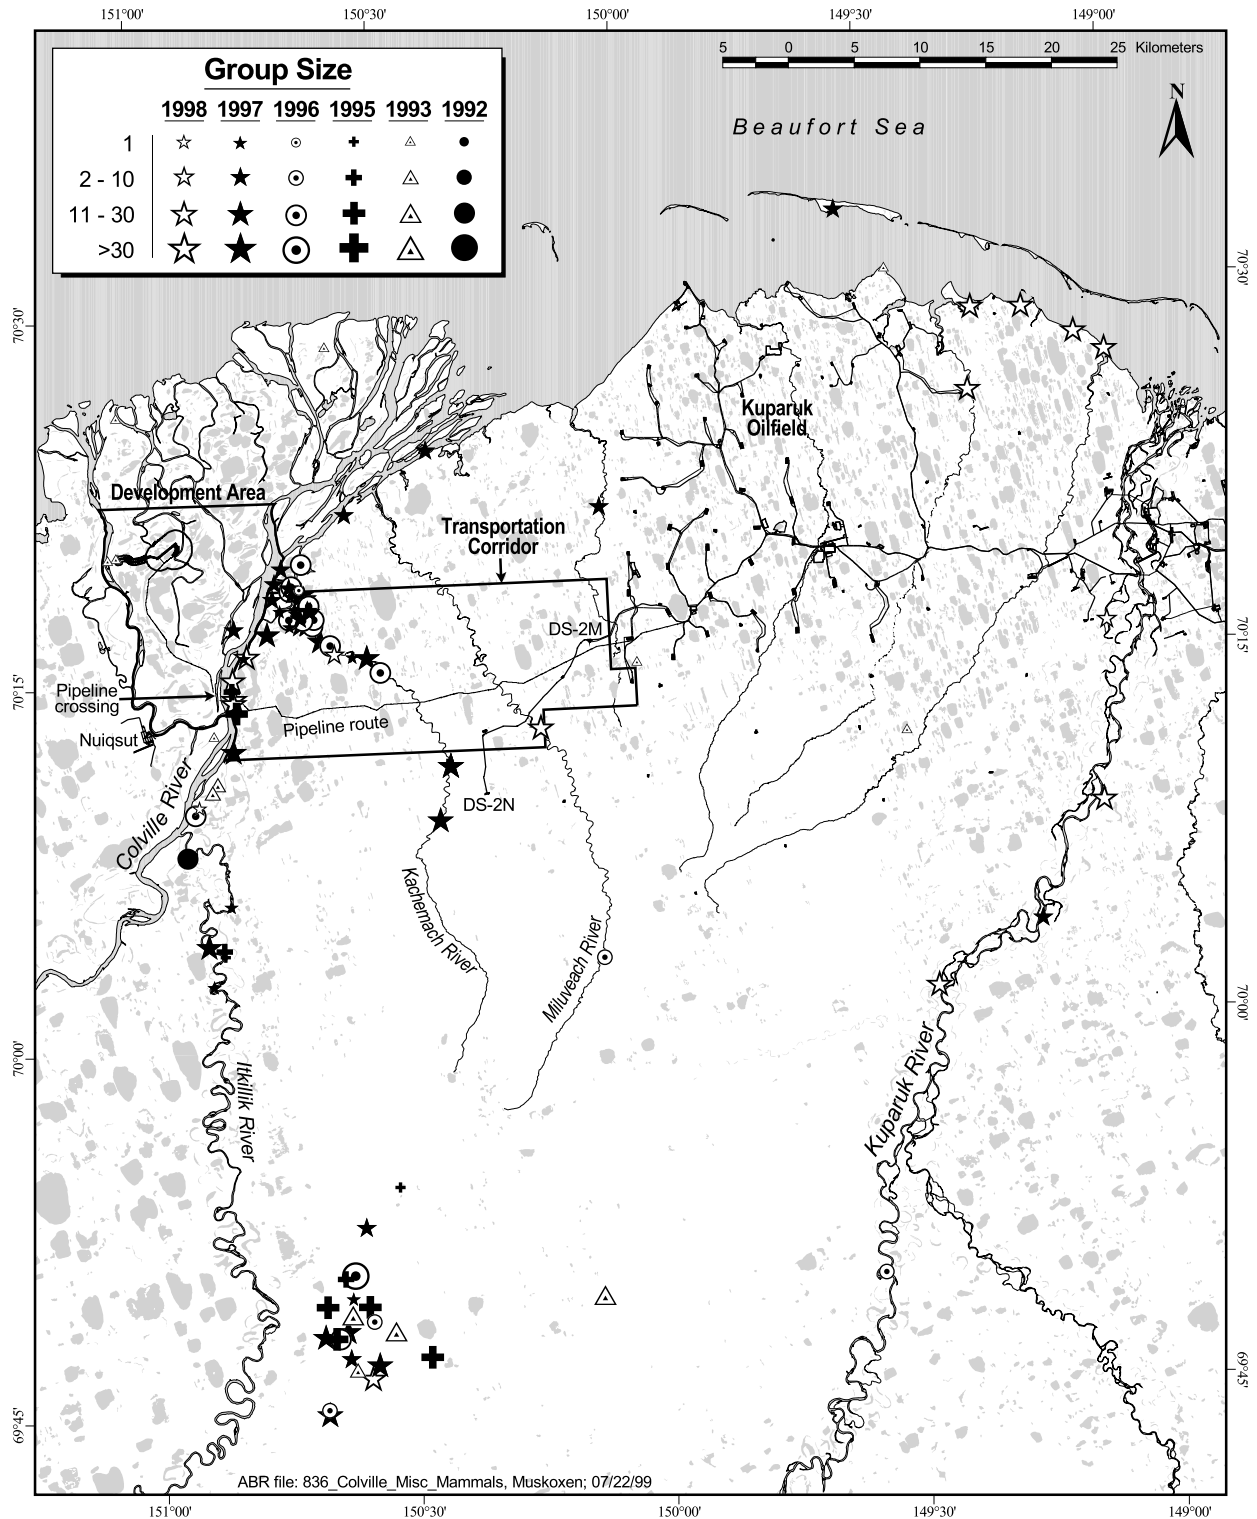 151°00'
150°30'
150°00'
149°30'
149°00'
5 0 5 10 15 20 25 Kilometers
Group Size
1998 1997 1996 1995 1993 1992
1
2 - 10
11 - 30
>30
N
Beaufort Sea
70°30'
70°30'
Kuparuk
Oilfield
Development Area
Transportation
Corridor
DS-2M
70°15'
70°15'
Pipeline
crossing
Pipeline route
Nuiqsut
DS-2N
Colville River
Kachemach River
Miluveach River
70°00'
70°00'
Itkillik River
Kuparuk River
69°45'
69°45'
ABR file: 836_Colville_Misc_Mammals, Muskoxen; 07/22/99
151°00'
150°30'
150°00'
149°30'
149°00'